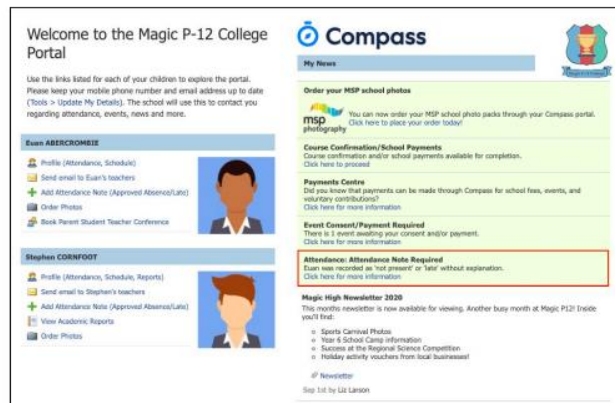 Welcome to the Magic P-12 College
Portal
Use the links listed for each of your children to explore the portal.
Please keep your mobile phone number and email address up to date
(Tools > Update My Details). The school will use this to contact you
regarding attendance, events, news and more.
Euan ABERCROMBIE
Profile (Attendance, Schedule)
Send email to Euan's teachers
Add Attendance Note (Approved Absence/Late)
Order Photos
Book Parent Student Teacher Conference
Stephen CORNFOOT
Profile (Attendance, Schedule, Reports)
Send email to Stephen's teachers
Add Attendance Note (Approved Absence/Late)
View Academic Reports
Order Photos
Compass
My News
Order your MSP school photos
msp
photography
You can now order your MSP school photo packs through your Compass portal.
Click here to place your order today!
Course Confirmation/School Payments
Course confirmation and/or school payments available for completion.
Click here to proceed
Payments Centre
Did you know that payments can be made through Compass for school fees, events, and
voluntary contributions?
Click here for more information
Event Consent/Payment Required
There is 1 event awaiting your consent and/or payment.
Click here for more information
Attendance: Attendance Note Required
Euan was recorded as 'not present' or 'late' without explanation.
Click here for more information
Magic High Newsletter 2020
This months newsletter is now available for viewing. Another busy month at Magic P12! Inside
you'll find:
Sports Carnival Photos
Year 6 School Camp information
Success at the Regional Science Competition
Holiday activity vouchers from local businesses!
Newsletter
Sep 1st by Liz Larson